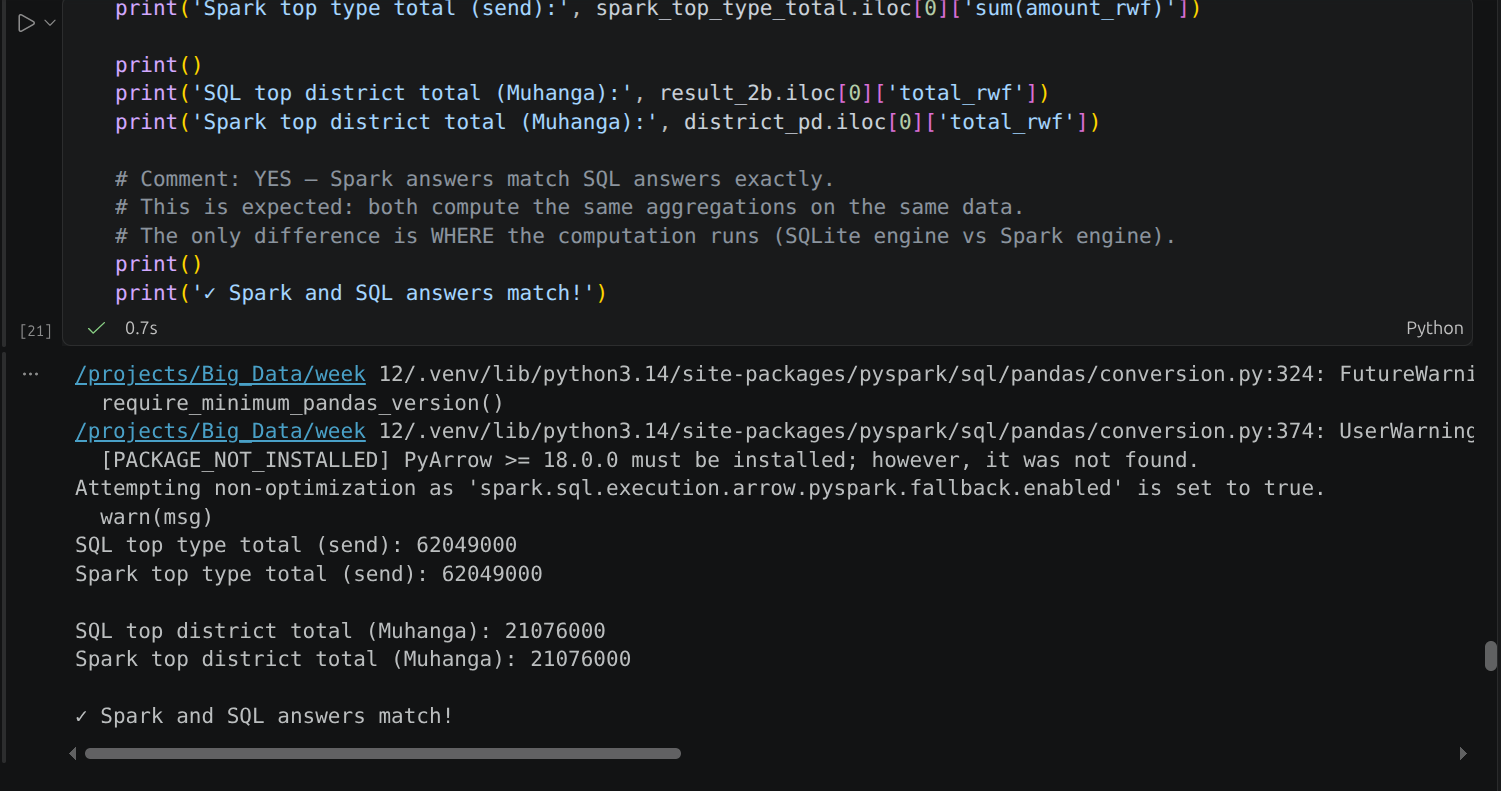 print('Spark top type total (send):', spark_top_type_total.iloc[0]['sum(amount_rwf)'])
print()
print('SQL top district total (Muhanga):', result_2b.iloc[0]['total_rwf'])
print('Spark top district total (Muhanga):', district_pd.iloc[0]['total_rwf'])
# Comment: YES — Spark answers match SQL answers exactly.
# This is expected: both compute the same aggregations on the same data.
# The only difference is WHERE the computation runs (SQLite engine vs Spark engine).
print()
print('✓ Spark and SQL answers match!')
[21] 0.7s Python
/projects/Big_Data/week 12/.venv/lib/python3.14/site-packages/pyspark/sql/pandas/conversion.py:324: FutureWarni
require_minimum_pandas_version()
/projects/Big_Data/week 12/.venv/lib/python3.14/site-packages/pyspark/sql/pandas/conversion.py:374: UserWarning
[PACKAGE_NOT_INSTALLED] PyArrow >= 18.0.0 must be installed; however, it was not found.
Attempting non-optimization as 'spark.sql.execution.arrow.pyspark.fallback.enabled' is set to true.
warn(msg)
SQL top type total (send): 62049000
Spark top type total (send): 62049000
SQL top district total (Muhanga): 21076000
Spark top district total (Muhanga): 21076000
✓ Spark and SQL answers match!